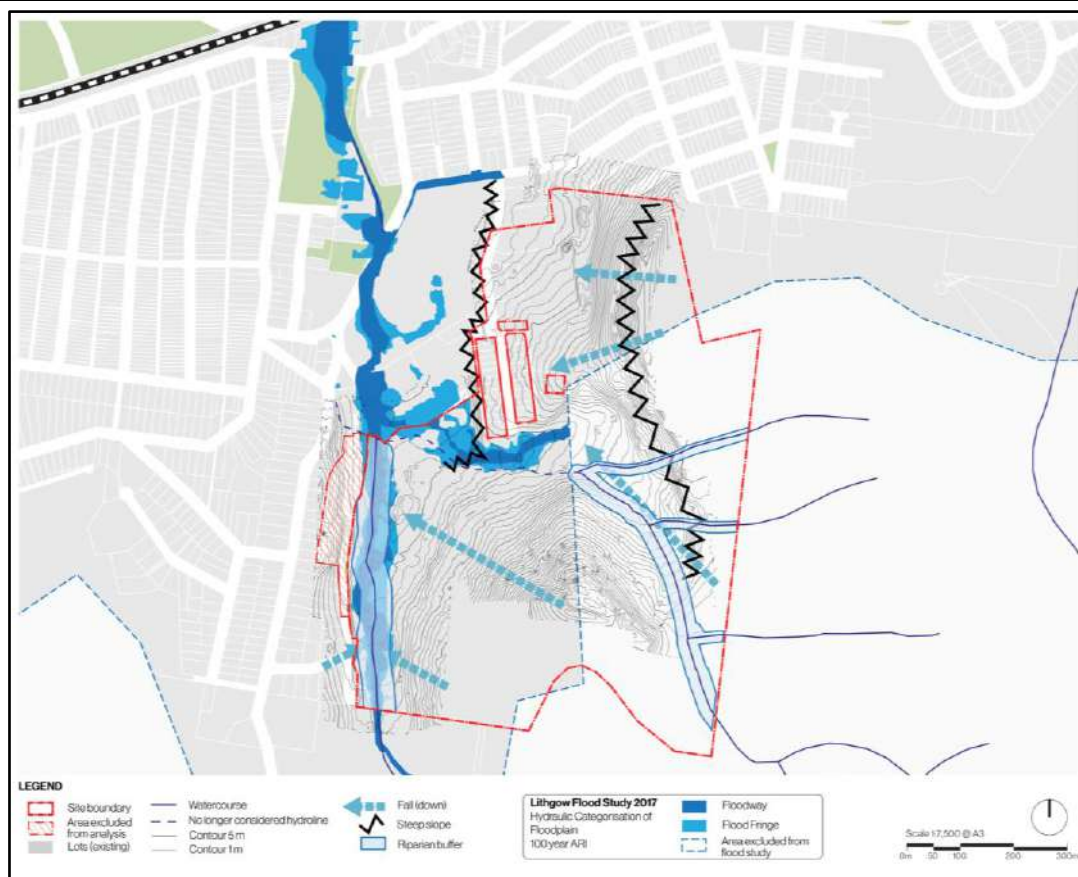 LEGEND
Site boundary
Area excluded
from analysis
Lots (existing)
Watercourse
No longer considered hydroline
Contour 5 m
Contour 1 m
Fall (down)
Steep slope
Riparian buffer
Lithgow Flood Study 2017
Hydraulic Categorisation of
Floodplain
100 year ARI
Floodway
Flood Fringe
Area excluded from
flood study
Scale 1:7,500 @ A3
0m 50 100 200 300m